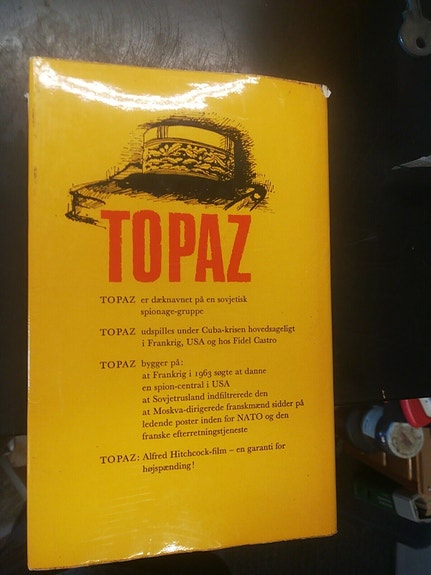 TOPAZ
TOPAZ er dæknavnet på en sovjetisk
spionage-gruppe
TOPAZ udspilles under Cuba-krisen hovedsageligt
i Frankrig, USA og hos Fidel Castro
TOPAZ bygger på:
at Frankrig i 1963 søgte at danne
en spion-central i USA
at Sovjetrusland indfiltrerede den
at Moskva-dirigerede franskmænd sidder på
ledende poster inden for NATO og den
franske efterretningstjeneste
TOPAZ: Alfred Hitchcock-film – en garanti for
højspænding!